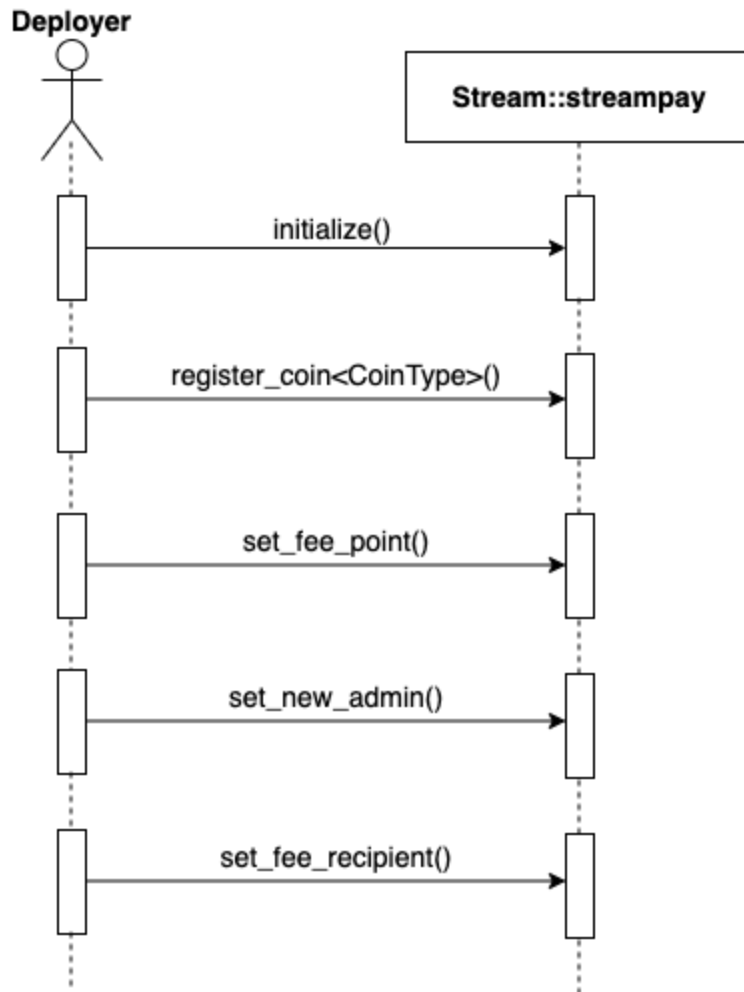 Deployer
Stream::streampay
initialize()
register_coin<CoinType>()
set_fee_point()
set_new_admin()
set_fee_recipient()